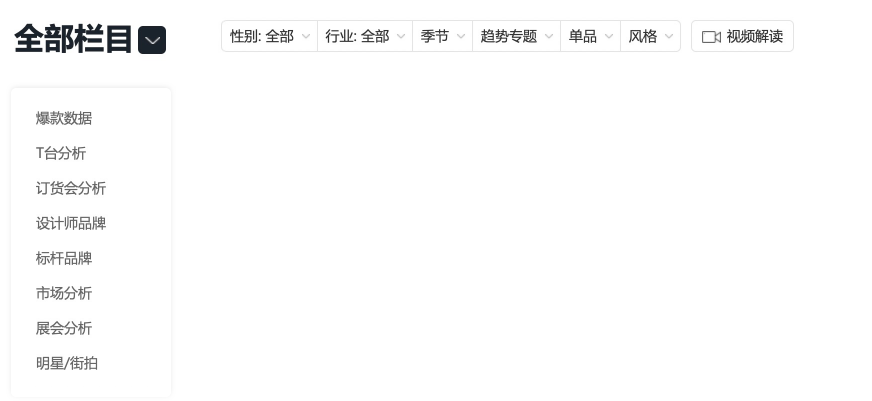 全部栏目
性别: 全部 行业: 全部 季节 趋势专题 单品 风格 视频解读
爆款数据
T台分析
订货会分析
设计师品牌
标杆品牌
市场分析
展会分析
明星/街拍